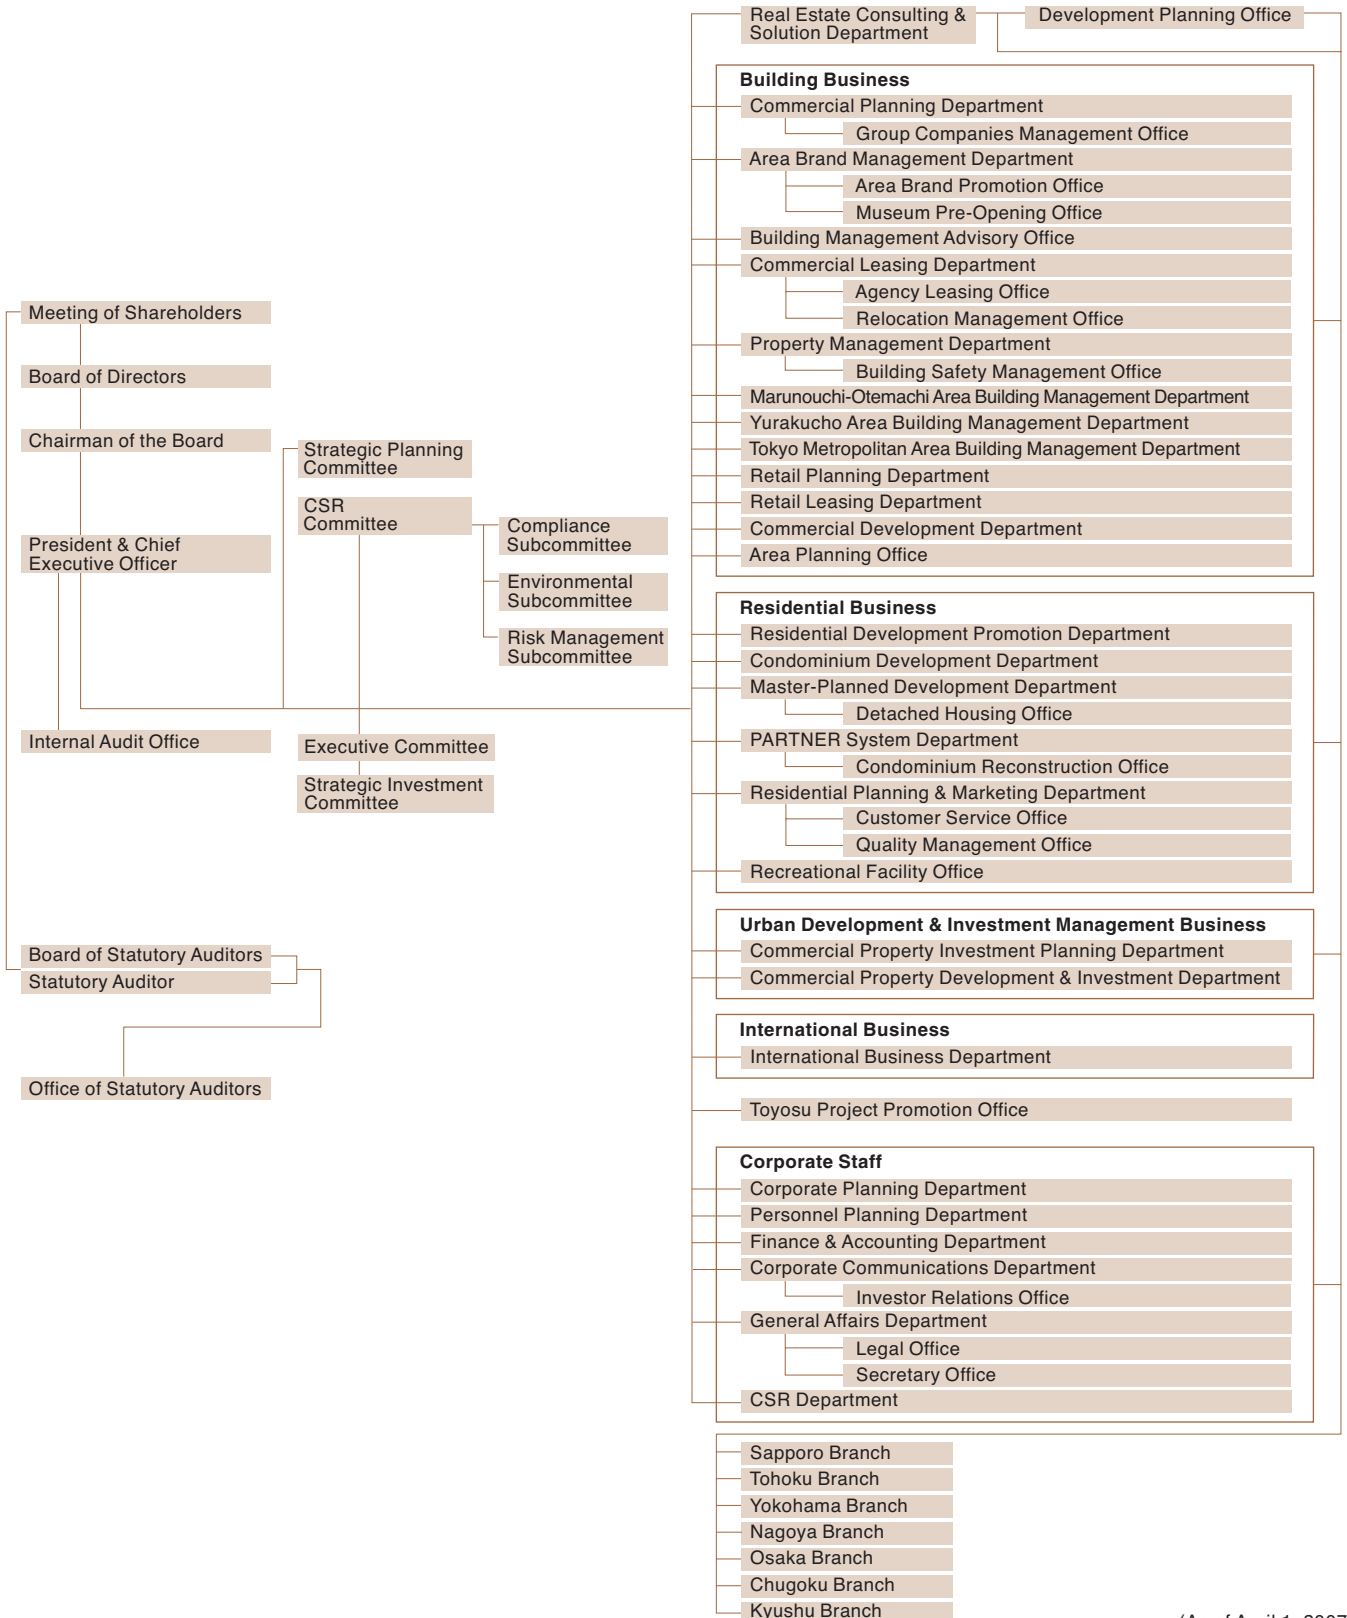 Meeting of Shareholders
Board of Directors
Chairman of the Board
President & Chief
Executive Officer
Internal Audit Office
Board of Statutory Auditors
Statutory Auditor
Office of Statutory Auditors
Strategic Planning
Committee
CSR
Committee
Compliance
Subcommittee
Environmental
Subcommittee
Risk Management
Subcommittee
Executive Committee
Strategic Investment
Committee
Real Estate Consulting &
Solution Department
Development Planning Office
Building Business
Commercial Planning Department
Group Companies Management Office
Area Brand Management Department
Area Brand Promotion Office
Museum Pre-Opening Office
Building Management Advisory Office
Commercial Leasing Department
Agency Leasing Office
Relocation Management Office
Property Management Department
Building Safety Management Office
Marunouchi-Otemachi Area Building Management Department
Yurakucho Area Building Management Department
Tokyo Metropolitan Area Building Management Department
Retail Planning Department
Retail Leasing Department
Commercial Development Department
Area Planning Office
Residential Business
Residential Development Promotion Department
Condominium Development Department
Master-Planned Development Department
Detached Housing Office
PARTNER System Department
Condominium Reconstruction Office
Residential Planning & Marketing Department
Customer Service Office
Quality Management Office
Recreational Facility Office
Urban Development & Investment Management Business
Commercial Property Investment Planning Department
Commercial Property Development & Investment Department
International Business
International Business Department
Toyosu Project Promotion Office
Corporate Staff
Corporate Planning Department
Personnel Planning Department
Finance & Accounting Department
Corporate Communications Department
Investor Relations Office
General Affairs Department
Legal Office
Secretary Office
CSR Department
Sapporo Branch
Tohoku Branch
Yokohama Branch
Nagoya Branch
Osaka Branch
Chugoku Branch
Kyushu Branch